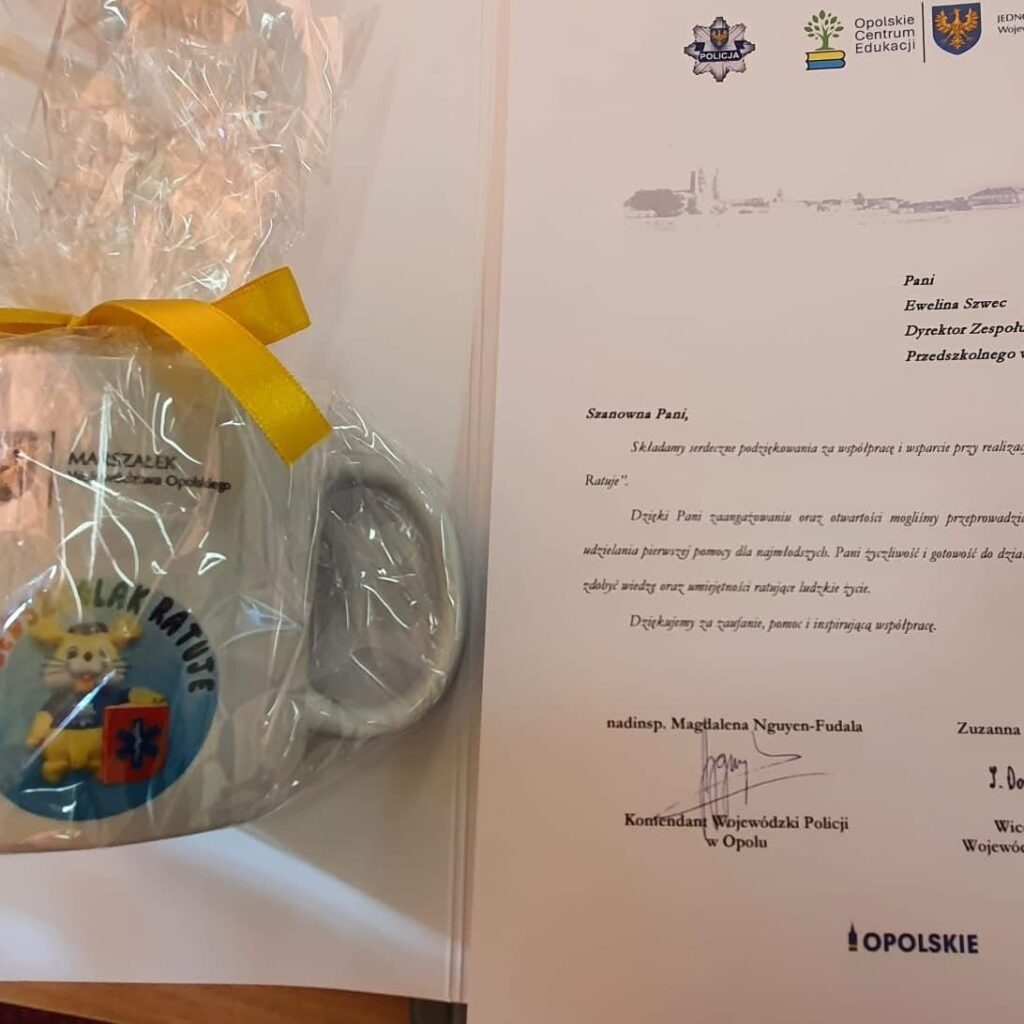 MARSZAŁEK
Województwa Opolskiego
RATUJE
POLICJA
Opolskie
Centrum
Edukacji
Pani
Ewelina Szwec
Dyrektor Zespołu
Przedszkolnego w
Szanowna Pani,
Składamy serdeczne podziękowania za współpracę i wsparcie przy realizac
Ratuje”.
Dzięki Pani zaangażowaniu oraz otwartości mogliśmy przeprowadzi
udzielania pierwszej pomocy dla najmłodszych. Pani życzliwość i gotowość do dział
zdobyć wiedzę oraz umiejętności ratujące ludzkie życie.
Dziękujemy za zaufanie, pomoc i inspirującą współpracę.
nadinsp. Magdalena Nguyen-Fudala
Komendant Wojewódzki Policji
w Opolu
Zuzanna
Wic
Wojewó
OPOLSKIE